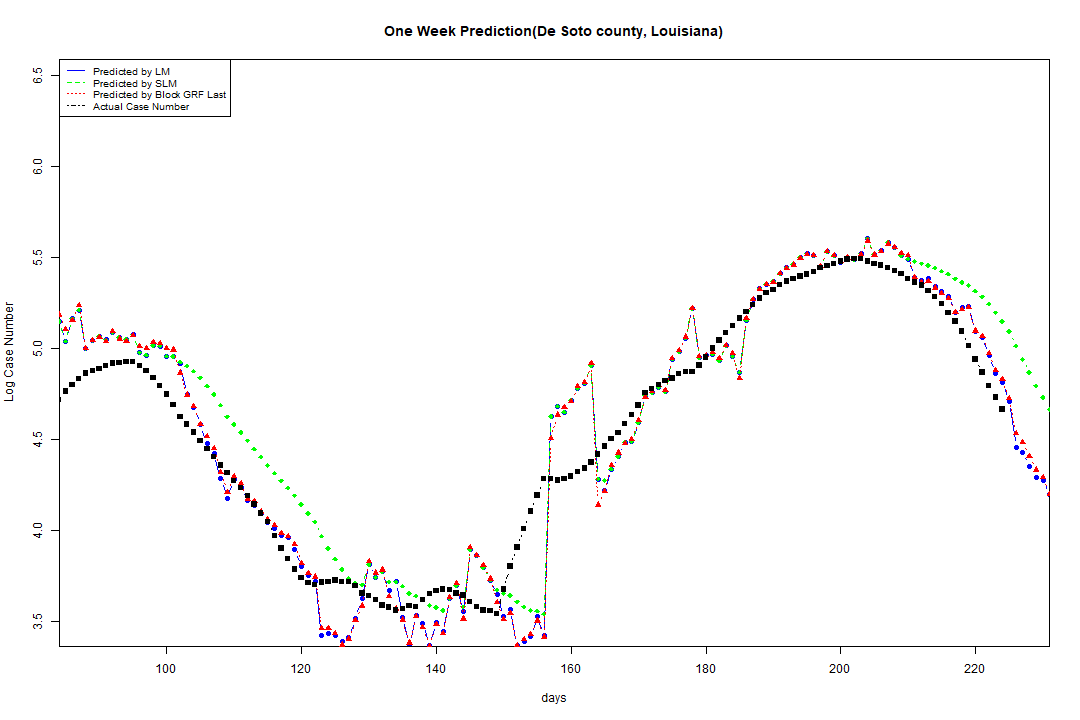 One Week Prediction(De Soto county, Louisiana)
Predicted by LM
Predicted by SLM
Predicted by Block GRF Last
Actual Case Number
6.5
6.0
5.5
5.0
4.5
4.0
3.5
Log Case Number
100 120 140 160 180 200 220
days